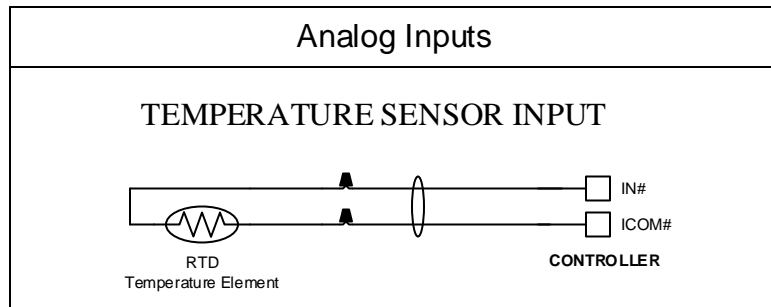 Analog Inputs
TEMPERATURE SENSOR INPUT
IN#
ICOM#
RTD
Temperature Element
CONTROLLER